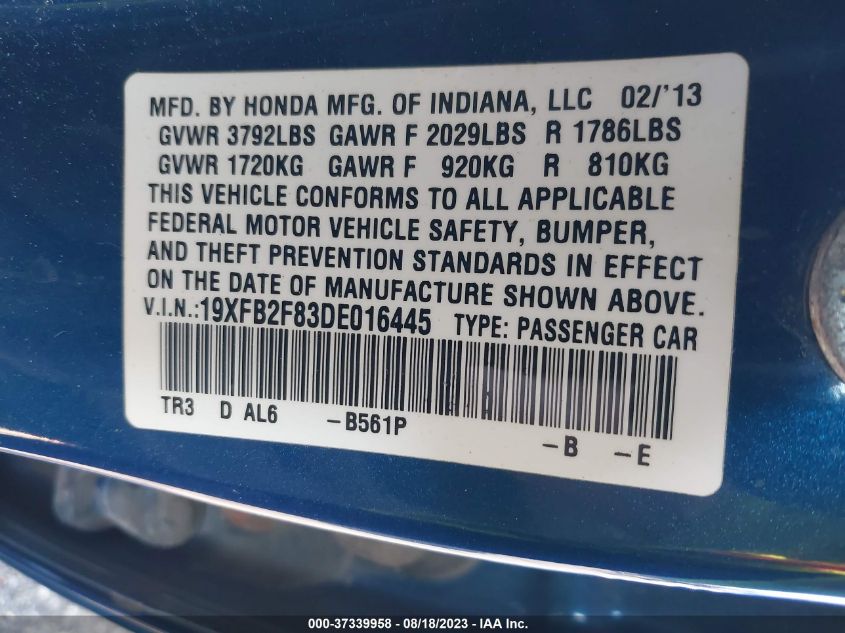 MFD. BY HONDA MFG. OF INDIANA, LLC 02/'13
GVWR 3792LBS GAWR F 2029LBS R 1786LBS
GVWR 1720KG GAWR F 920KG R 810KG
THIS VEHICLE CONFORMS TO ALL APPLICABLE
FEDERAL MOTOR VEHICLE SAFETY, BUMPER,
AND THEFT PREVENTION STANDARDS IN EFFECT
ON THE DATE OF MANUFACTURE SHOWN ABOVE.
V.I.N.:19XFB2F83DE016445 TYPE: PASSENGER CAR
TR3 D AL6 -B561P -B -E
000-37339958 - 08/18/2023 - IAA Inc.